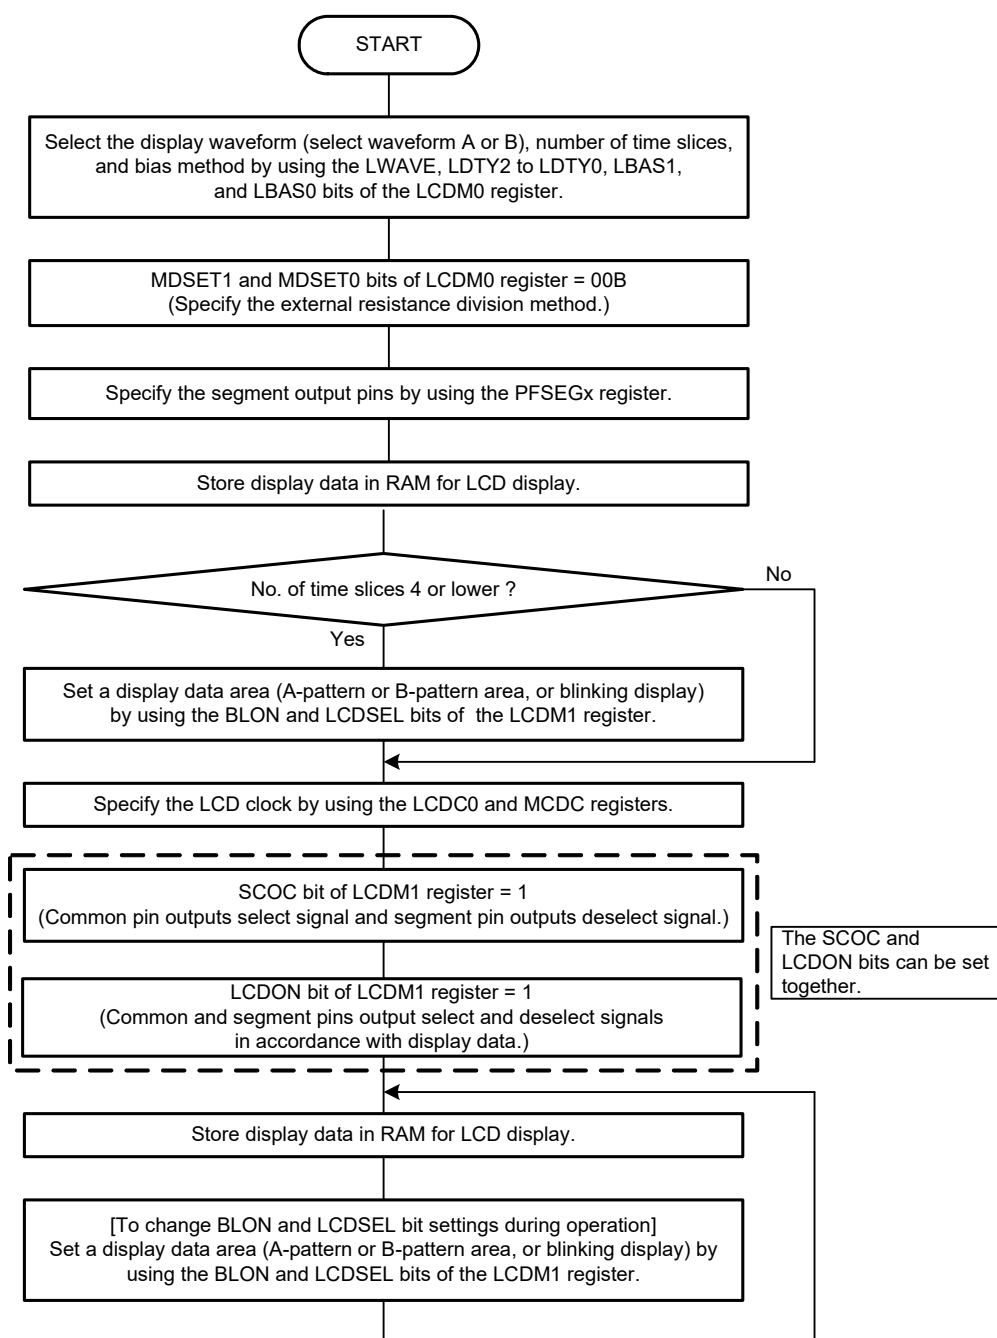 START
Select the display waveform (select waveform A or B), number of time slices,
and bias method by using the LWAVE, LDTY2 to LDTY0, LBAS1,
and LBAS0 bits of the LCDM0 register.
MDSET1 and MDSET0 bits of LCDM0 register = 00B
(Specify the external resistance division method.)
Specify the segment output pins by using the PFSEGx register.
Store display data in RAM for LCD display.
No. of time slices 4 or lower ?
No
Yes
Set a display data area (A-pattern or B-pattern area, or blinking display)
by using the BLON and LCDSEL bits of the LCDM1 register.
Specify the LCD clock by using the LCDC0 and MCDC registers.
SCOC bit of LCDM1 register = 1
(Common pin outputs select signal and segment pin outputs deselect signal.)
The SCOC and
LCDON bits can be set
together.
LCDON bit of LCDM1 register = 1
(Common and segment pins output select and deselect signals
in accordance with display data.)
Store display data in RAM for LCD display.
[To change BLON and LCDSEL bit settings during operation]
Set a display data area (A-pattern or B-pattern area, or blinking display) by
using the BLON and LCDSEL bits of the LCDM1 register.